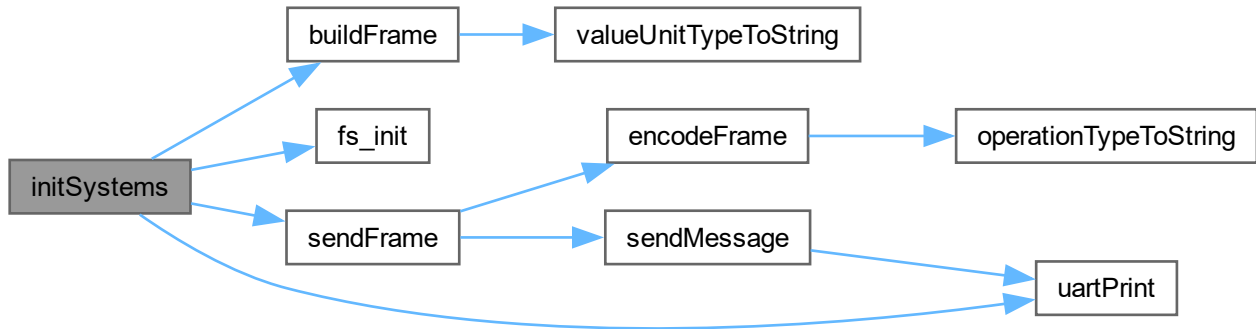 buildFrame
valueUnitTypeToString
fs_init
encodeFrame
operationTypeToString
initSystems
sendFrame
sendMessage
uartPrint